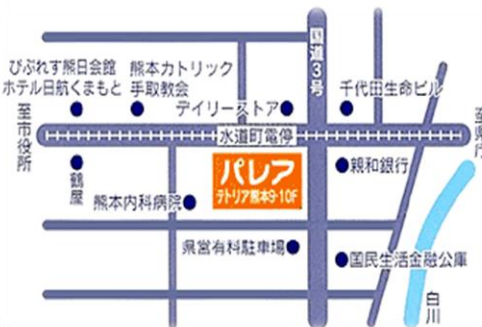 国道3号
びぷれす熊日会館
ホテル日航くまもと
熊本カトリック
手取教会
デイリーストア
千代田生命ビル
至市役所
水道町電停
至県庁
鶴屋
パレア
テトリア熊本9・10F
親和銀行
熊本内科病院
県営有料駐車場
国民生活金融公庫
白川